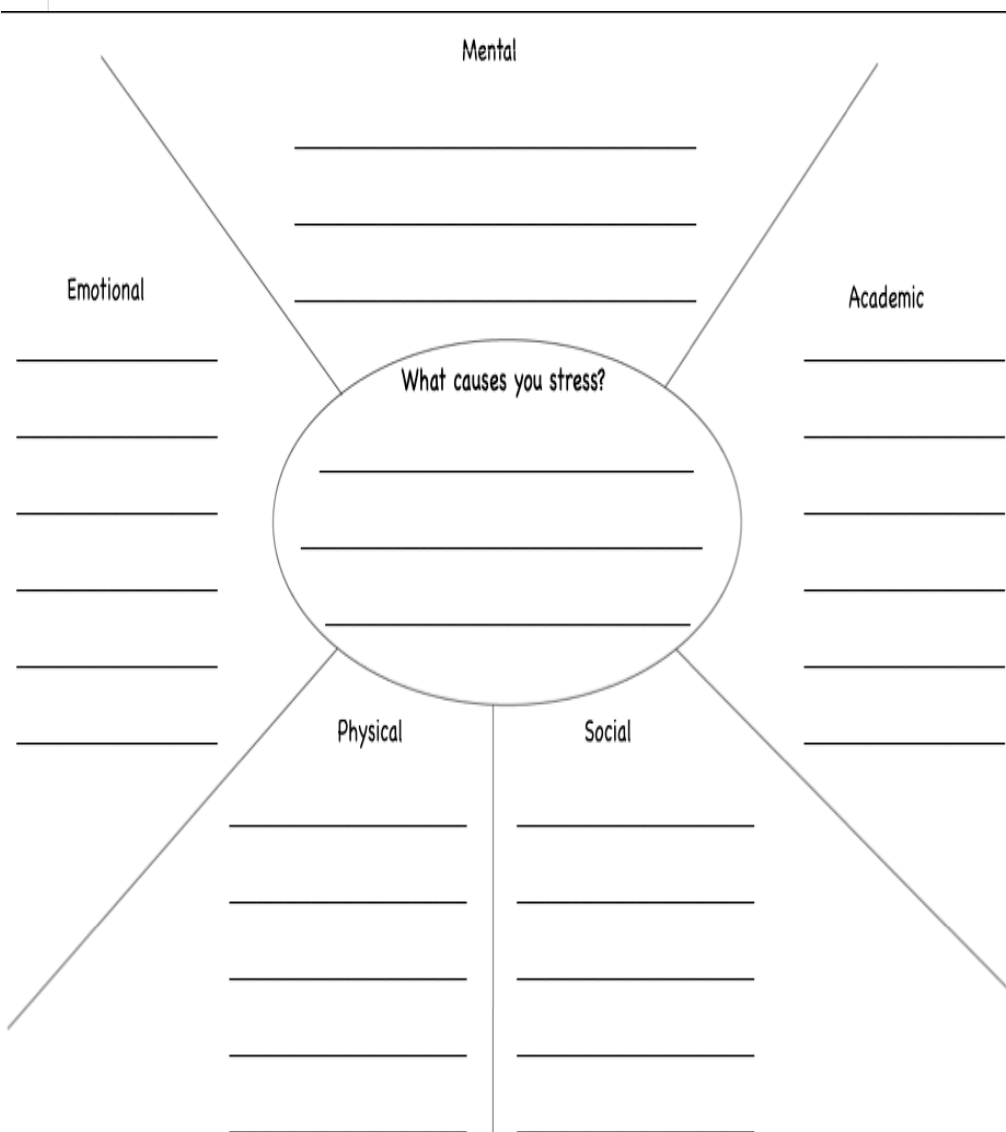 Mental
Emotional
Academic
What causes you stress?
Physical
Social